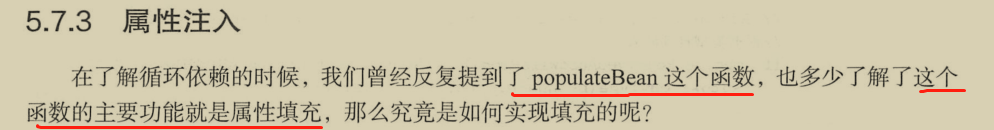 5.7.3 属性注入
在了解循环依赖的时候，我们曾经反复提到了 populateBean 这个函数，也多少了解了这个
函数的主要功能就是属性填充，那么究竟是如何实现填充的呢？